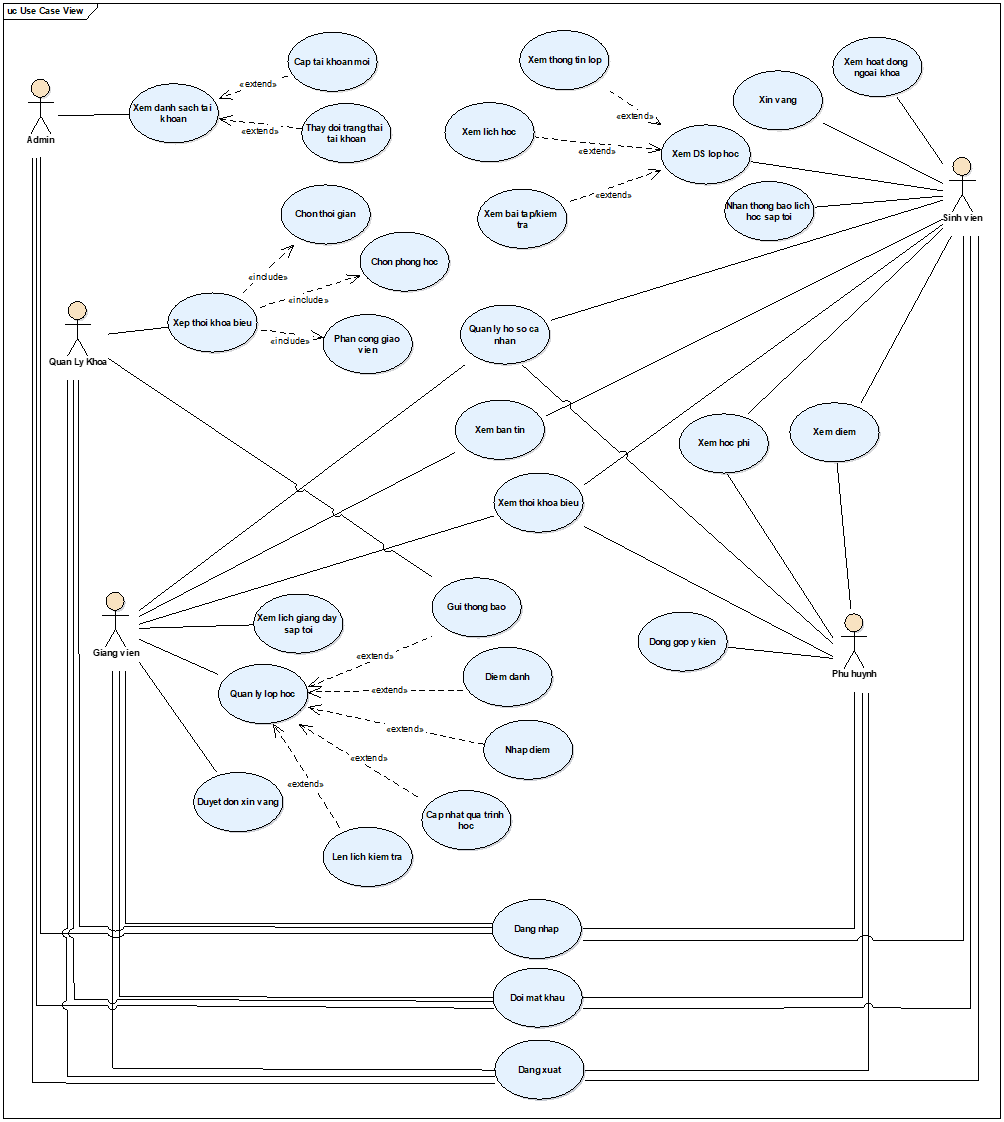 uc Use Case View
Cap tai khoan moi
Xem danh sach tai
khoan
Thay doi trang thai
tai khoan
«extend»
«extend»
Admin
Xem thong tin lop
Xem lich hoc
Xem bai tap/kiem
tra
«extend»
«extend»
«extend»
Xem DS lop hoc
Xin vang
Xem hoat dong
ngoai khoa
Nhan thong bao lich
hoc sap toi
Sinh vien
Chon thoi gian
Chon phong hoc
Xep thoi khoa bieu
Phan cong giao
vien
«include»
«include»
«include»
Quan Ly Khoa
Quan ly ho so ca
nhan
Xem ban tin
Xem thoi khoa bieu
Xem hoc phi
Xem diem
Giang vien
Xem lich giang day
sap toi
Quan ly lop hoc
Duyet don xin vang
Gui thong bao
Diem danh
Nhap diem
Cap nhat qua trinh
hoc
Len lich kiem tra
«extend»
«extend»
«extend»
«extend»
«extend»
Dong gop y kien
Phu huynh
Dang nhap
Doi mat khau
Dang xuat